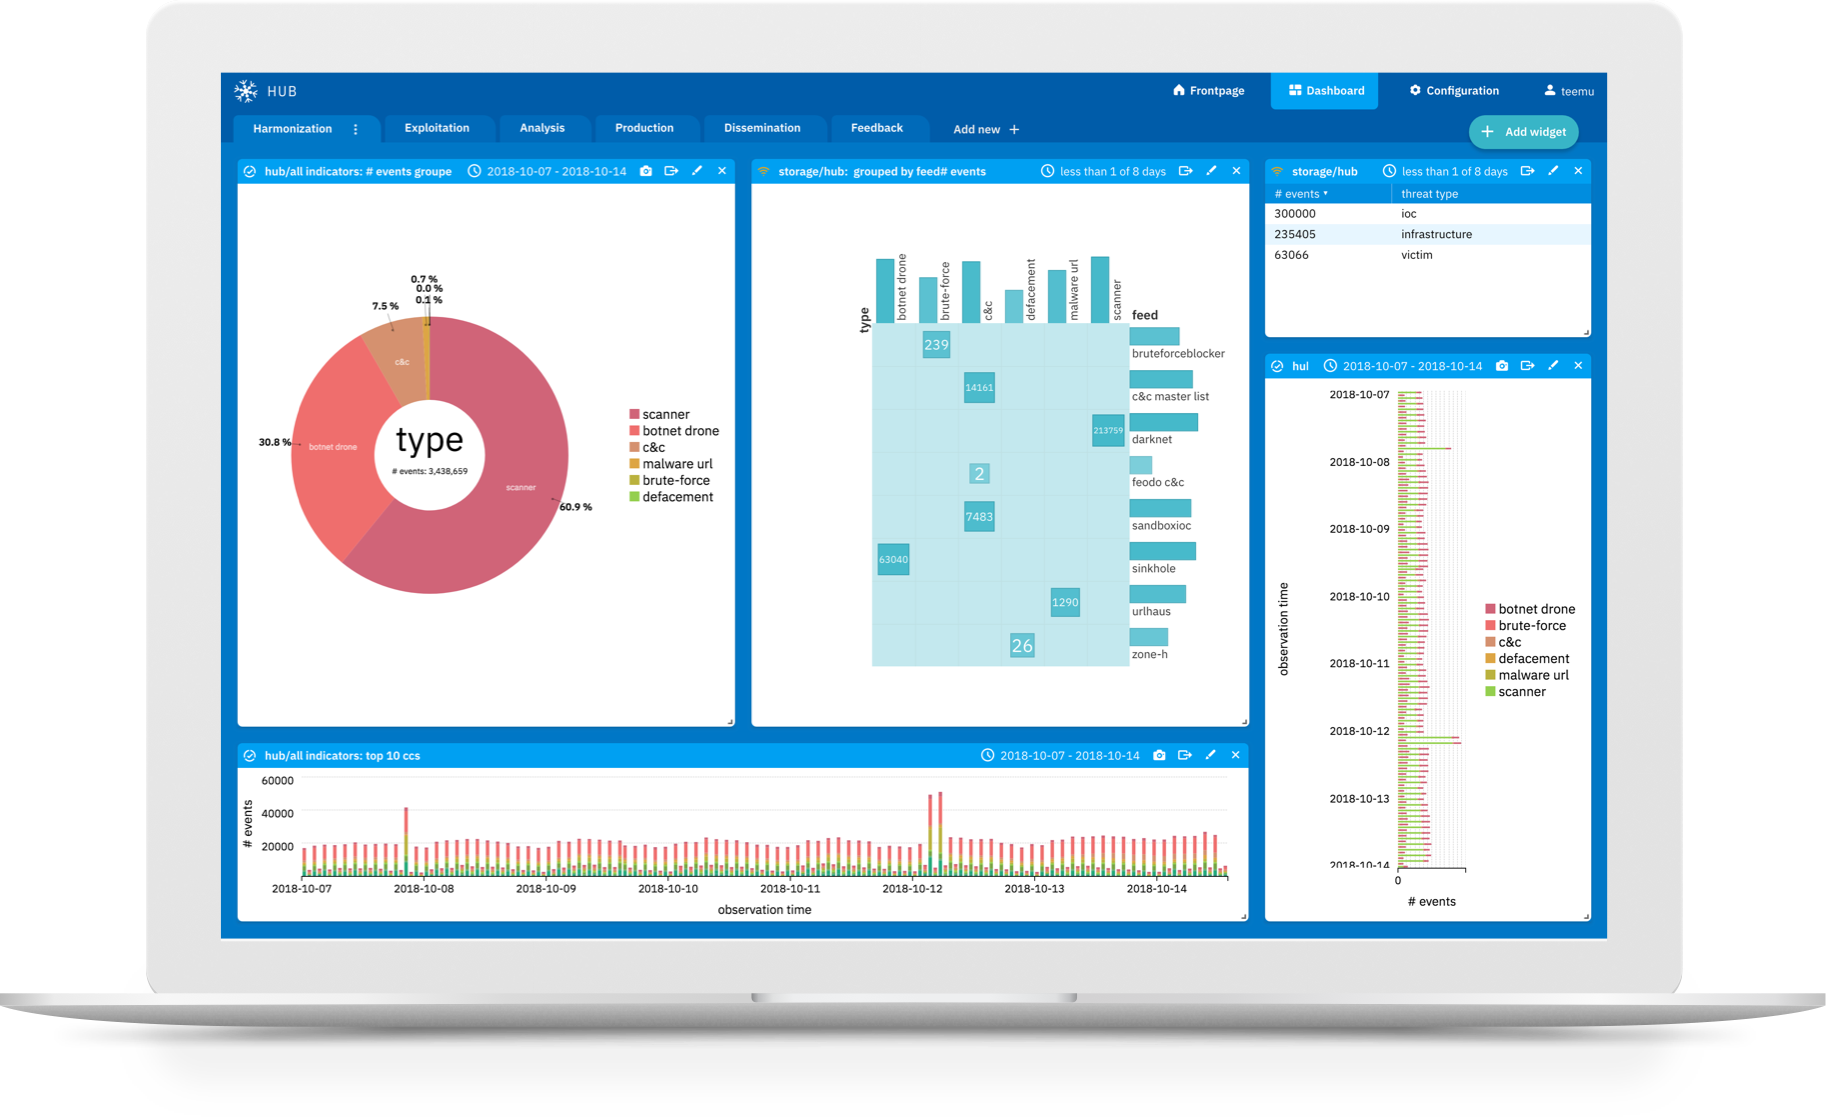 HUB
Frontpage
Dashboard
Configuration
teemu
Harmonization
Exploitation
Analysis
Production
Dissemination
Feedback
Add new +
+ Add widget
hub/all indicators: # events groupe
2018-10-07 - 2018-10-14
0.7 %
0.0 %
0.1 %
7.5 %
c&c
30.8 %
botnet drone
type
# events: 3,438,659
scanner
60.9 %
scanner
botnet drone
c&c
malware url
brute-force
defacement
storage/hub: grouped by feed# events
less than 1 of 8 days
type
botnet drone
brute-force
c&c
defacement
malware url
scanner
feed
239
bruteforceblocker
14161
c&c master list
213759
darknet
2
feodo c&c
7483
sandboxioc
63040
sinkhole
1290
urlhaus
26
zone-h
storage/hub
less than 1 of 8 days
# events
threat type
300000 ioc
235405 infrastructure
63066 victim
hul
2018-10-07 - 2018-10-14
observation time
2018-10-07
2018-10-08
2018-10-09
2018-10-10
2018-10-11
2018-10-12
2018-10-13
2018-10-14
0
# events
botnet drone
brute-force
c&c
defacement
malware url
scanner
hub/all indicators: top 10 ccs
2018-10-07 - 2018-10-14
# events
60000
40000
20000
2018-10-07 2018-10-08 2018-10-09 2018-10-10 2018-10-11 2018-10-12 2018-10-13 2018-10-14
observation time